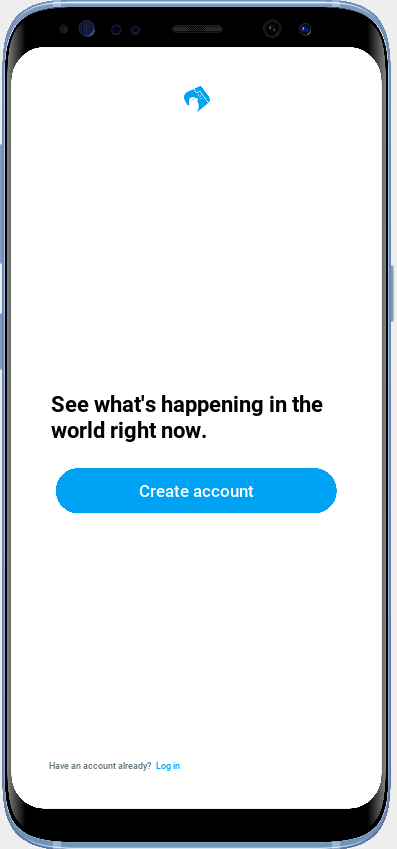 See what's happening in the
world right now.
Create account
Have an account already? Log in